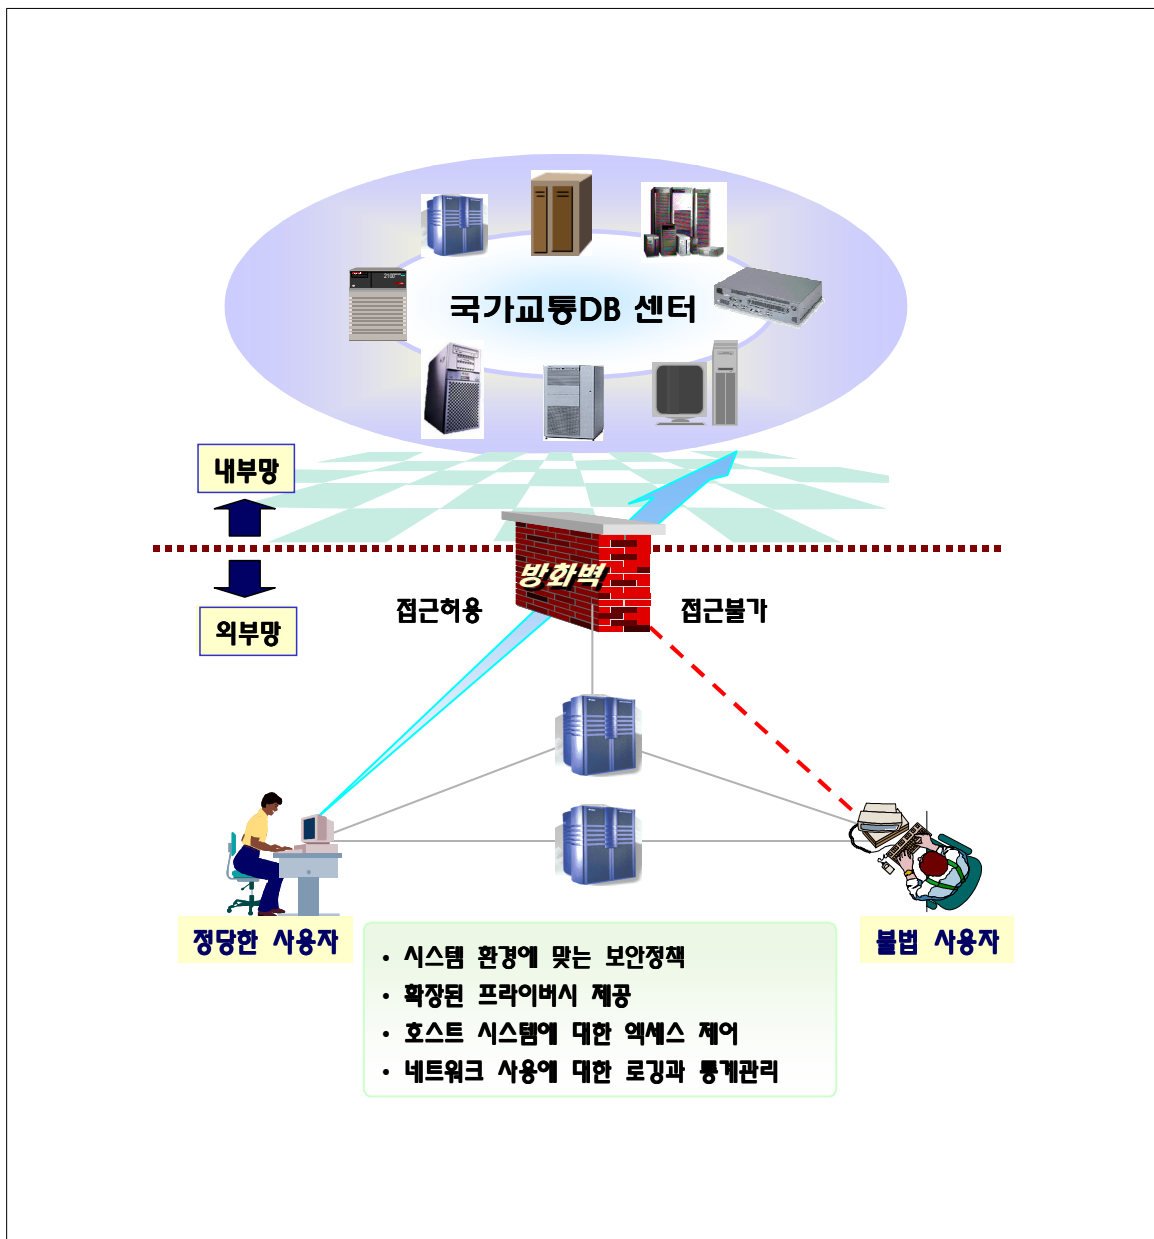 국가교통DB 센터
내부망
방화벽
접근허용
접근불가
외부망
정당한 사용자
불법 사용자
• 시스템 환경에 맞는 보안정책
• 확장된 프라이버시 제공
• 호스트 시스템에 대한 엑세스 제어
• 네트워크 사용에 대한 로깅과 통계관리